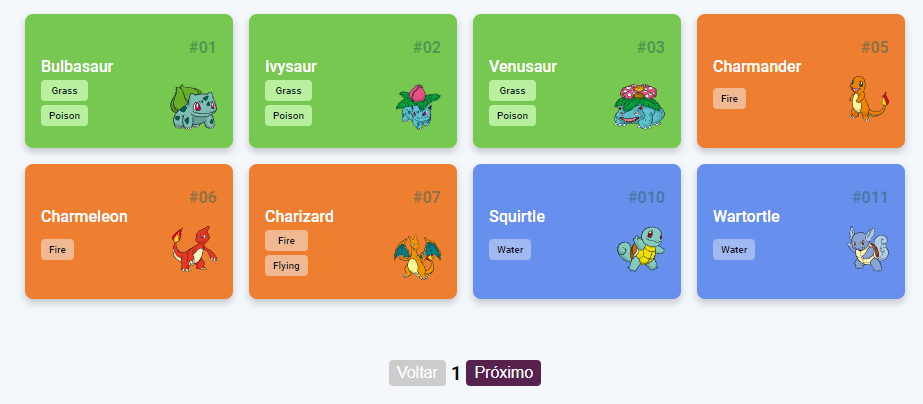 #01
Bulbasaur
Grass
Poison
#02
Ivysaur
Grass
Poison
#03
Venusaur
Grass
Poison
#05
Charmander
Fire
#06
Charmeleon
Fire
#07
Charizard
Fire
Flying
#010
Squirtle
Water
#011
Wartortle
Water
Voltar 1 Próximo